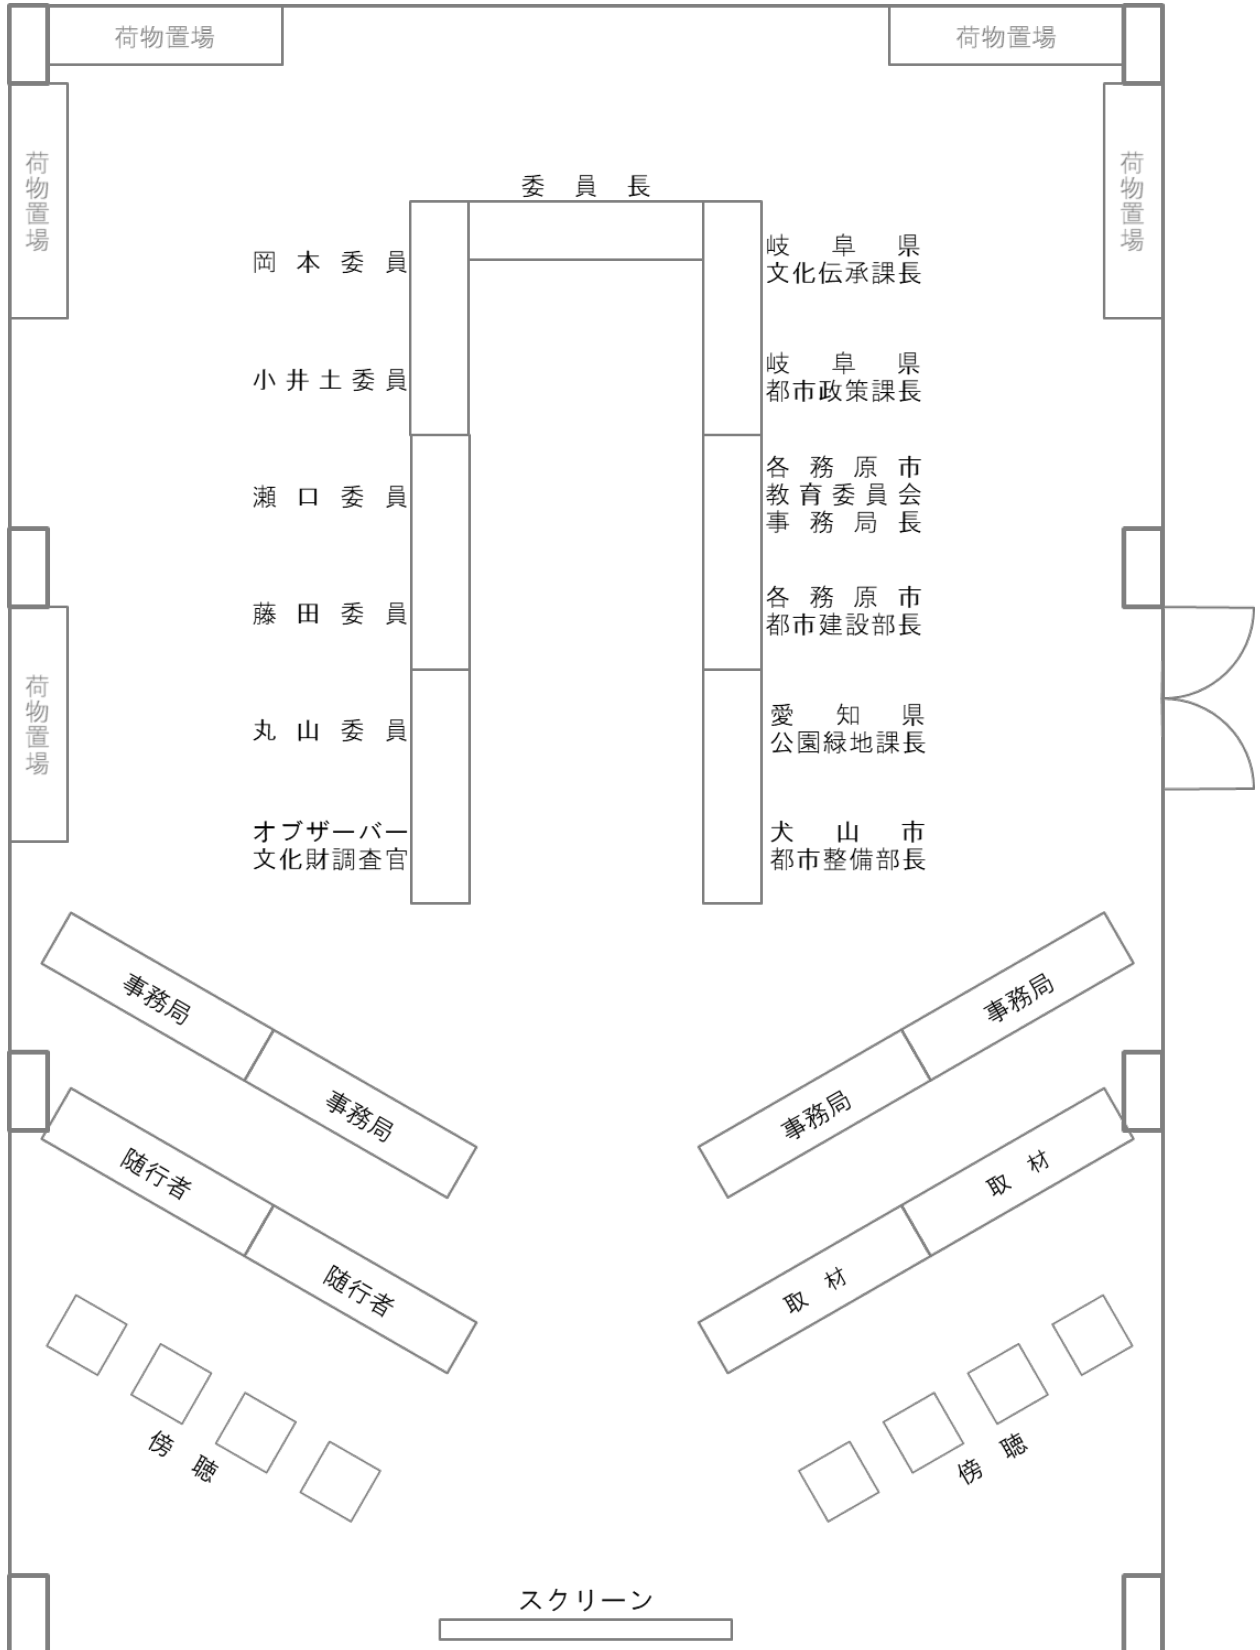 荷物置場
荷物置場
荷物置場
荷物置場
委員長
岡本委員
岐阜県
文化伝承課長
小井土委員
岐阜県
都市政策課長
瀬口委員
各務原市
教育委員会
事務局長
藤田委員
各務原市
都市建設部長
荷物置場
丸山委員
愛知県
公園緑地課長
オブザーバー
文化財調査官
犬山市
都市整備部長
事務局
事務局
事務局
事務局
随行者
随行者
取材
取材
傍聴
傍聴
スクリーン